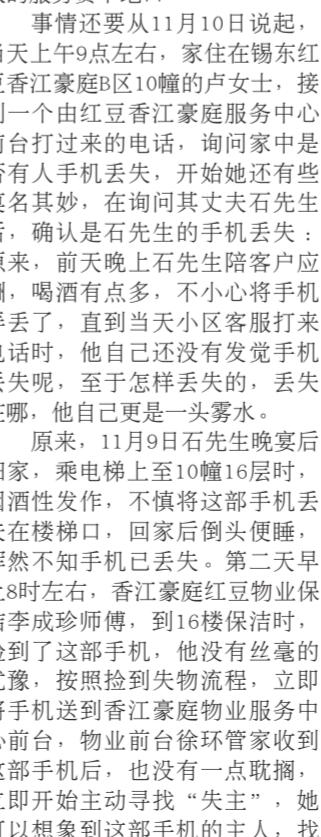 事情还要从11月10日说起，
当天上午9点左右，家住在锡东红
豆香江豪庭B区10幢的卢女士，接
到一个由红豆香江豪庭服务中心
前台打过来的电话，询问家中是
否有人手机丢失，开始她还有些
莫名其妙，在询问其丈夫石先生
后，确认是石先生的手机丢失：
原来，前天晚上石先生陪客户应
酬，喝酒有点多，不小心将手机
弄丢了，直到当天小区客服打来
电话时，他自己还没有发觉手机
丢失呢，至于怎样丢失的，丢失
在哪，他自己更是一头雾水。
原来，11月9日石先生晚宴后
回家，乘电梯上至10幢16层时，
因酒性发作，不慎将这部手机丢
失在楼梯口，回家后倒头便睡，
浑然不知手机已丢失。第二天早
上8时左右，香江豪庭红豆物业保
洁李成珍师傅，到16楼保洁时，
捡到了这部手机，他没有丝毫的
犹豫，按照捡到失物流程，立即
将手机送到香江豪庭物业服务中
心前台，物业前台徐环管家收到
这部手机后，也没有一点耽搁，
立即开始主动寻找“失主”，她
可以想象到这部手机的主人，找